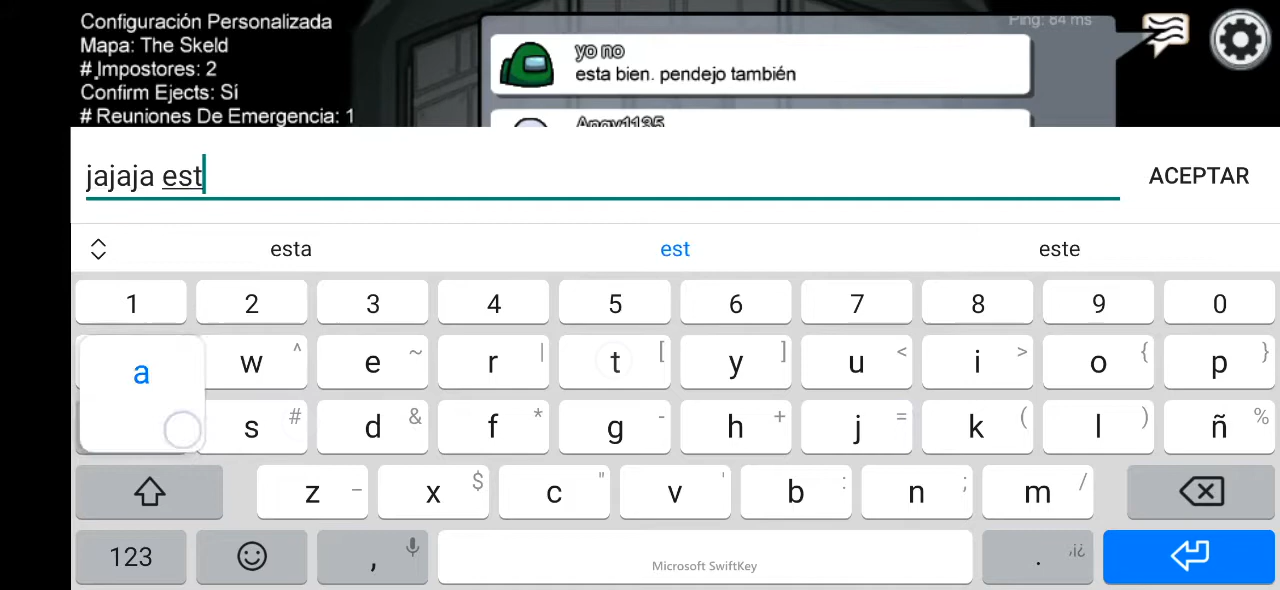 Configuración Personalizada
Mapa: The Skeld
# Impostores: 2
Confirm Ejects: Sí
# Reuniones De Emergencia: 1
Ping: 84 ms
yo no
esta bien. pendejo también
Angy1135
jajaja est
ACEPTAR
esta est este
1 2 3 4 5 6 7 8 9 0
w ^ e ~ r | t [ y ] u < i > o { p }
a s # d & f * g - h + j = k ( l ) ñ %
z _ x $ c " v ' b : n ; m /
123 , Microsoft SwiftKey . ,¡¿